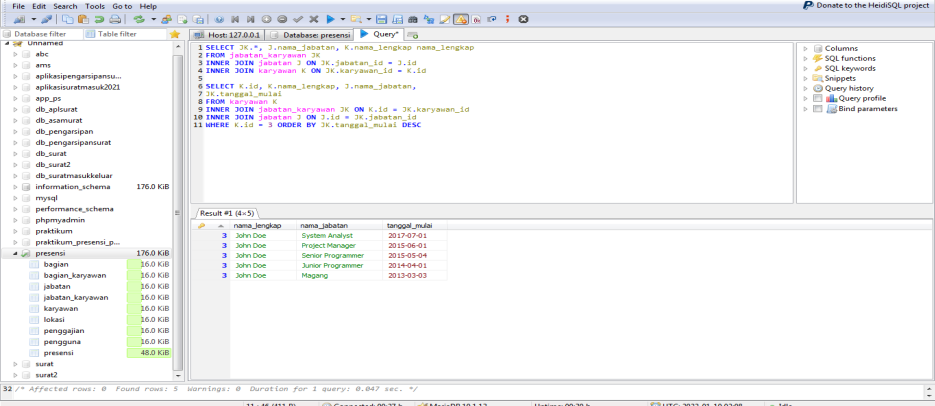 File Edit Search Tools Go to Help
Donate to the HeidiSQL project
Database filter Table filter
Host: 127.0.0.1 Database: presensi Query*
Unnamed
abc
ams
aplikasipengarsipansu...
aplikasisuratmasuk2021
app_ps
db_aplsurat
db_asamurat
db_pengarsipan
db_pengarsipansurat
db_surat
db_surat2
db_suratmasukkeluar
information_schema 176.0 KiB
mysql
performance_schema
phpmyadmin
praktikum
praktikum_presensi_p...
presensi 176.0 KiB
bagian 16.0 KiB
bagian_karyawan 16.0 KiB
jabatan 16.0 KiB
jabatan_karyawan 16.0 KiB
karyawan 16.0 KiB
lokasi 16.0 KiB
penggajian 16.0 KiB
pengguna 16.0 KiB
presensi 48.0 KiB
surat
surat2
1 SELECT JK.*, J.nama_jabatan, K.nama_lengkap nama_lengkap
2 FROM jabatan_karyawan JK
3 INNER JOIN jabatan J ON JK.jabatan_id = J.id
4 INNER JOIN karyawan K ON JK.karyawan_id = K.id
5
6 SELECT K.id, K.nama_lengkap, J.nama_jabatan,
7 JK.tanggal_mulai
8 FROM karyawan K
9 INNER JOIN jabatan_karyawan JK ON K.id = JK.karyawan_id
10 INNER JOIN jabatan J ON J.id = JK.jabatan_id
11 WHERE K.id = 3 ORDER BY JK.tanggal_mulai DESC
Columns
SQL functions
SQL keywords
Snippets
Query history
Query profile
Bind parameters
Result #1 (4×5)
nama_lengkap nama_jabatan tanggal_mulai
3 John Doe System Analyst 2017-07-01
3 John Doe Project Manager 2015-06-01
3 John Doe Senior Programmer 2015-05-04
3 John Doe Junior Programmer 2014-04-01
3 John Doe Magang 2013-03-03
32 /* Affected rows: 0 Found rows: 5 Warnings: 0 Duration for 1 query: 0.047 sec. */